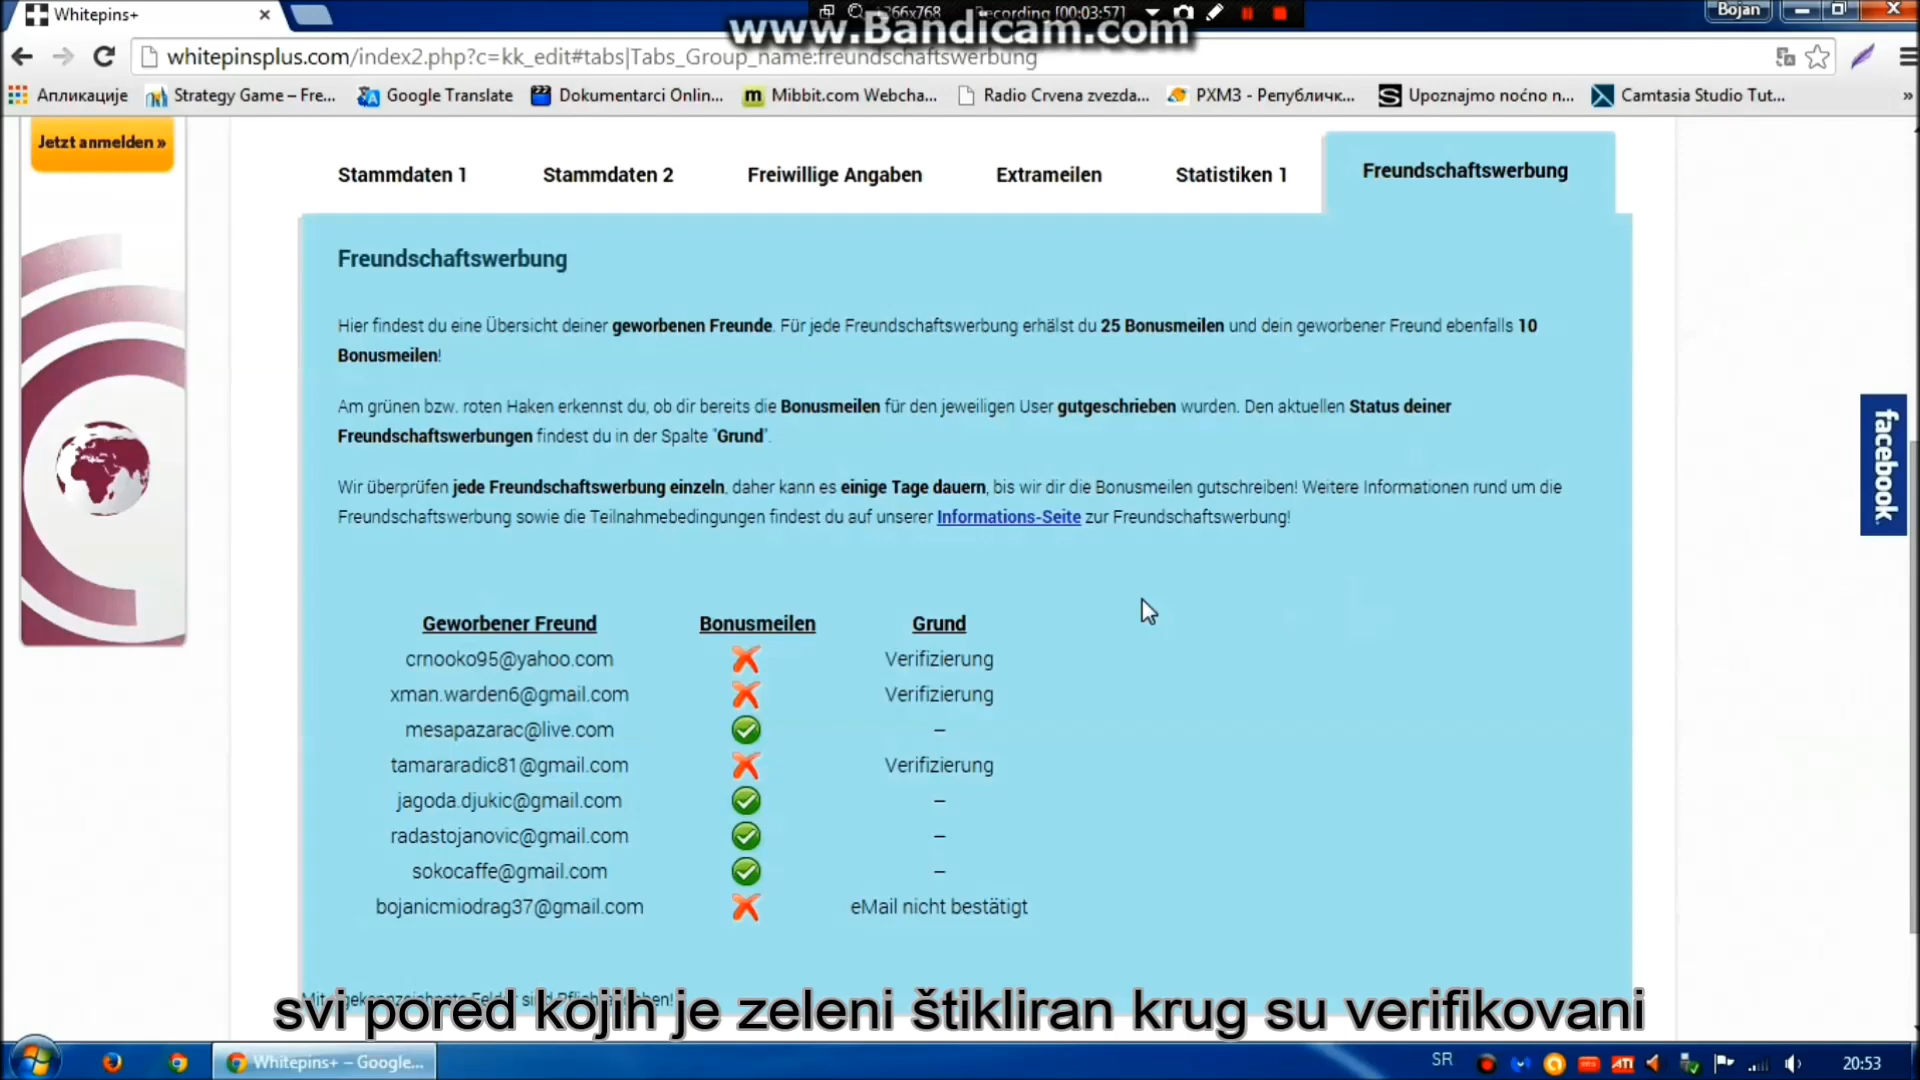 Whitepins+
1266x768
Recording [00:03:57]
www.Bandicam.com
Bojan
whitepinsplus.com/index2.php?c=kk_edit#tabs|Tabs_Group_name:freundschaftswerbung
Апликације
Strategy Game – Fre...
Google Translate
Dokumentarci Onlin...
Mibbit.com Webcha...
Radio Crvena zvezda...
РХМЗ - Републичк...
Upoznajmo noćno n...
Camtasia Studio Tut...
»
Jetzt anmelden »
Stammdaten 1
Stammdaten 2
Freiwillige Angaben
Extrameilen
Statistiken 1
Freundschaftswerbung
Freundschaftswerbung
Hier findest du eine Übersicht deiner geworbenen Freunde. Für jede Freundschaftswerbung erhälst du 25 Bonusmeilen und dein geworbener Freund ebenfalls 10
Bonusmeilen!
Am grünen bzw. roten Haken erkennst du, ob dir bereits die Bonusmeilen für den jeweiligen User gutgeschrieben wurden. Den aktuellen Status deiner
Freundschaftswerbungen findest du in der Spalte "Grund".
Wir überprüfen jede Freundschaftswerbung einzeln, daher kann es einige Tage dauern, bis wir dir die Bonusmeilen gutschreiben! Weitere Informationen rund um die
Freundschaftswerbung sowie die Teilnahmebedingungen findest du auf unserer Informations-Seite zur Freundschaftswerbung!
facebook
Geworbener Freund Bonusmeilen Grund
crnooko95@yahoo.com Verifizierung
xman.warden6@gmail.com Verifizierung
mesapazarac@live.com –
tamararadic81@gmail.com Verifizierung
jagoda.djukic@gmail.com –
radastojanovic@gmail.com –
sokocaffe@gmail.com –
bojanicmiodrag37@gmail.com eMail nicht bestätigt
svi pored kojih je zeleni štikliran krug su verifikovani
Whitepins+ – Google...
SR
20:53